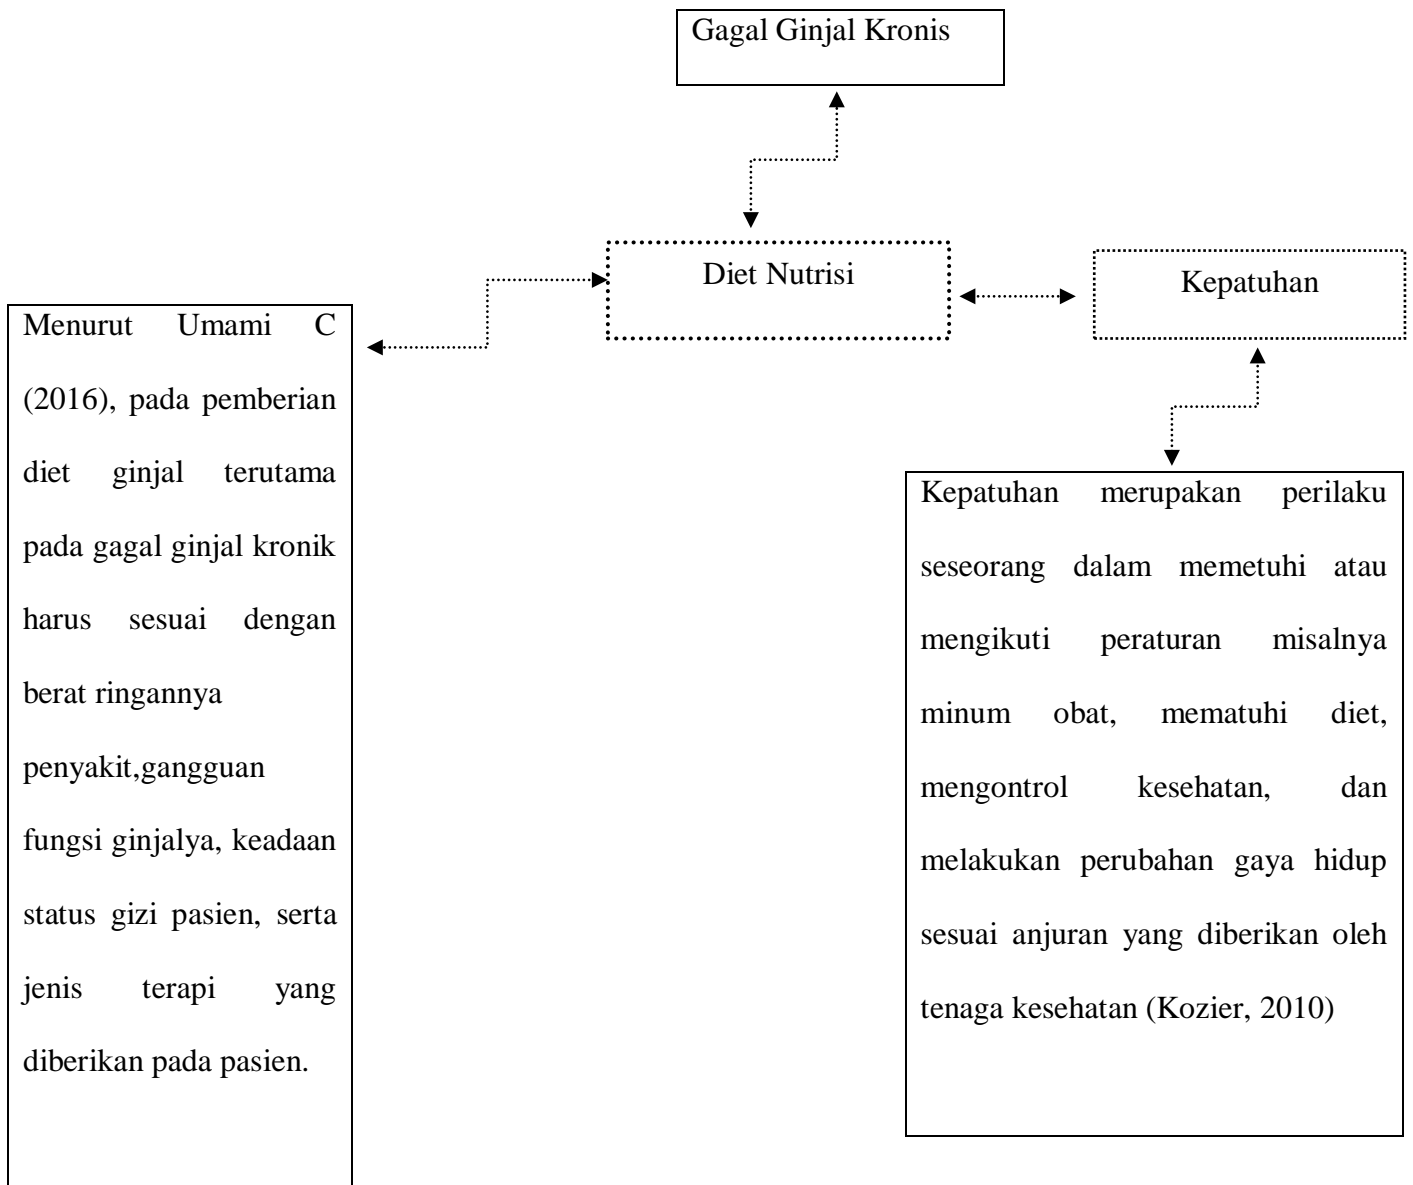 Gagal Ginjal Kronis
Diet Nutrisi
Kepatuhan
Menurut Umami C
(2016), pada pemberian
diet ginjal terutama
pada gagal ginjal kronik
harus sesuai dengan
berat ringannya
penyakit,gangguan
fungsi ginjalya, keadaan
status gizi pasien, serta
jenis terapi yang
diberikan pada pasien.
Kepatuhan merupakan perilaku
seseorang dalam memetuhi atau
mengikuti peraturan misalnya
minum obat, mematuhi diet,
mengontrol kesehatan, dan
melakukan perubahan gaya hidup
sesuai anjuran yang diberikan oleh
tenaga kesehatan (Kozier, 2010)